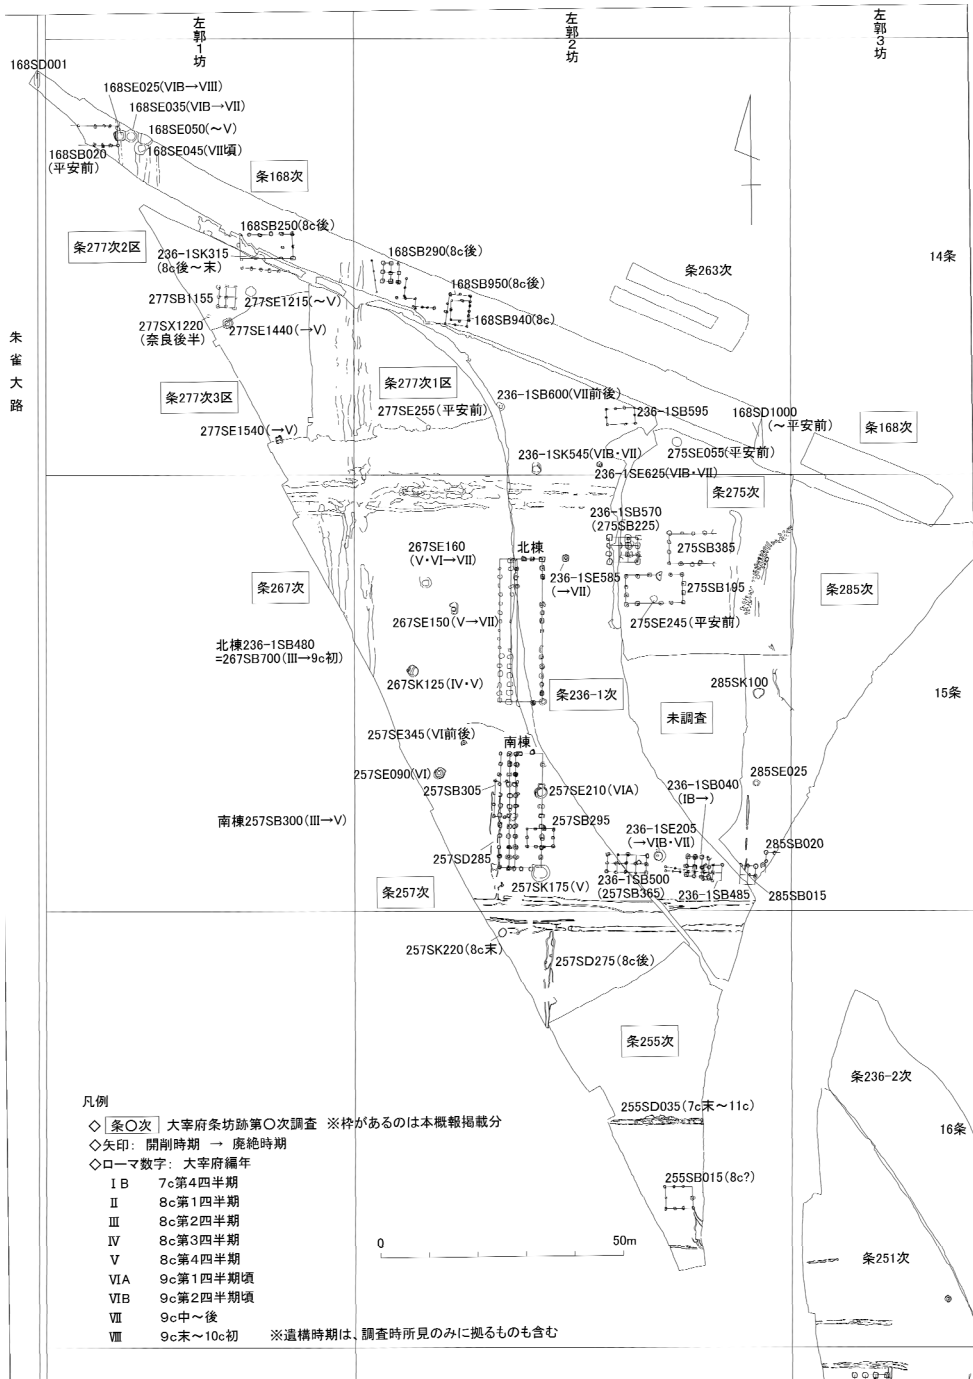 左郭1坊
左郭2坊
左郭3坊
168SD001
168SE025(VIB→VIII)
168SE035(VIB→VII)
168SE050(～V)
168SE045(VII頃)
168SB020
(平安前)
条168次
168SB250(8c後)
条277次2区
236-1SK315
(8c後～末)
168SB290(8c後)
条263次
14条
168SB950(8c後)
168SB940(8c)
277SB1155
277SE1215(～V)
277SX1220
(奈良後半)
277SE1440(→V)
朱雀大路
条277次3区
条277次1区
277SE255(平安前)
236-1SB600(VII前後)
236-1SB595
168SD1000
(～平安前)
条168次
277SE1540(→V)
236-1SK545(VIB・VII)
275SE055(平安前)
236-1SE625(VIB・VII)
条275次
236-1SB570
(275SB225)
267SE160
(V・VI→VII)
北棟
275SB385
条267次
236-1SE585
(→VII)
275SB195
条285次
267SE150(V→VII)
275SE245(平安前)
北棟236-1SB480
=267SB700(III→9c初)
267SK125(IV・V)
条236-1次
285SK100
15条
未調査
257SE345(VI前後)
南棟
257SE090(VI)
257SB305
257SE210(VIA)
236-1SB040
(IB→)
285SE025
南棟257SB300(III→V)
257SB295
236-1SE205
(→VIB・VII)
285SB020
257SD285
条257次
257SK175(V)
236-1SB500
(257SB365)
236-1SB485
285SB015
257SK220(8c末)
257SD275(8c後)
条255次
条236-2次
255SD035(7c末～11c)
16条
255SB015(8c?)
条251次
0
50m
凡例
◇ 条〇次 大宰府条坊跡第〇次調査 ※枠があるのは本概報掲載分
◇矢印: 開削時期 → 廃絶時期
◇ローマ数字: 大宰府編年
ⅠB 7c第4四半期
Ⅱ 8c第1四半期
Ⅲ 8c第2四半期
Ⅳ 8c第3四半期
Ⅴ 8c第4四半期
ⅥA 9c第1四半期頃
ⅥB 9c第2四半期頃
Ⅶ 9c中～後
Ⅷ 9c末～10c初 ※遺構時期は、調査時所見のみに拠るものも含む